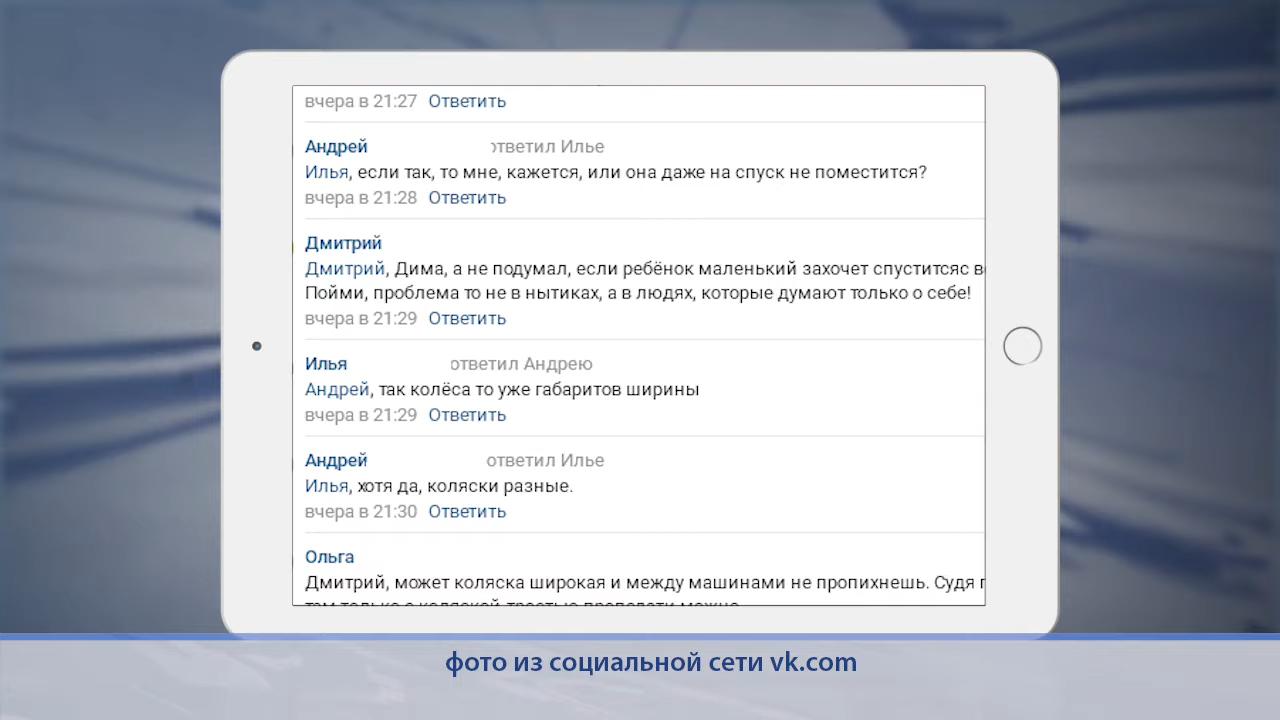 вчера в 21:27 Ответить
Андрей ответил Илье
Илья, если так, то мне, кажется, или она даже на спуск не поместится?
вчера в 21:28 Ответить
Дмитрий
Дмитрий, Дима, а не подумал, если ребёнок маленький захочет спуститсяс
Пойми, проблема то не в нытиках, а в людях, которые думают только о себе!
вчера в 21:29 Ответить
Илья ответил Андрею
Андрей, так колёса то уже габаритов ширины
вчера в 21:29 Ответить
Андрей ответил Илье
Илья, хотя да, коляски разные.
вчера в 21:30 Ответить
Ольга
Дмитрий, может коляска широкая и между машинами не пропихнешь. Судя
фото из социальной сети vk.com